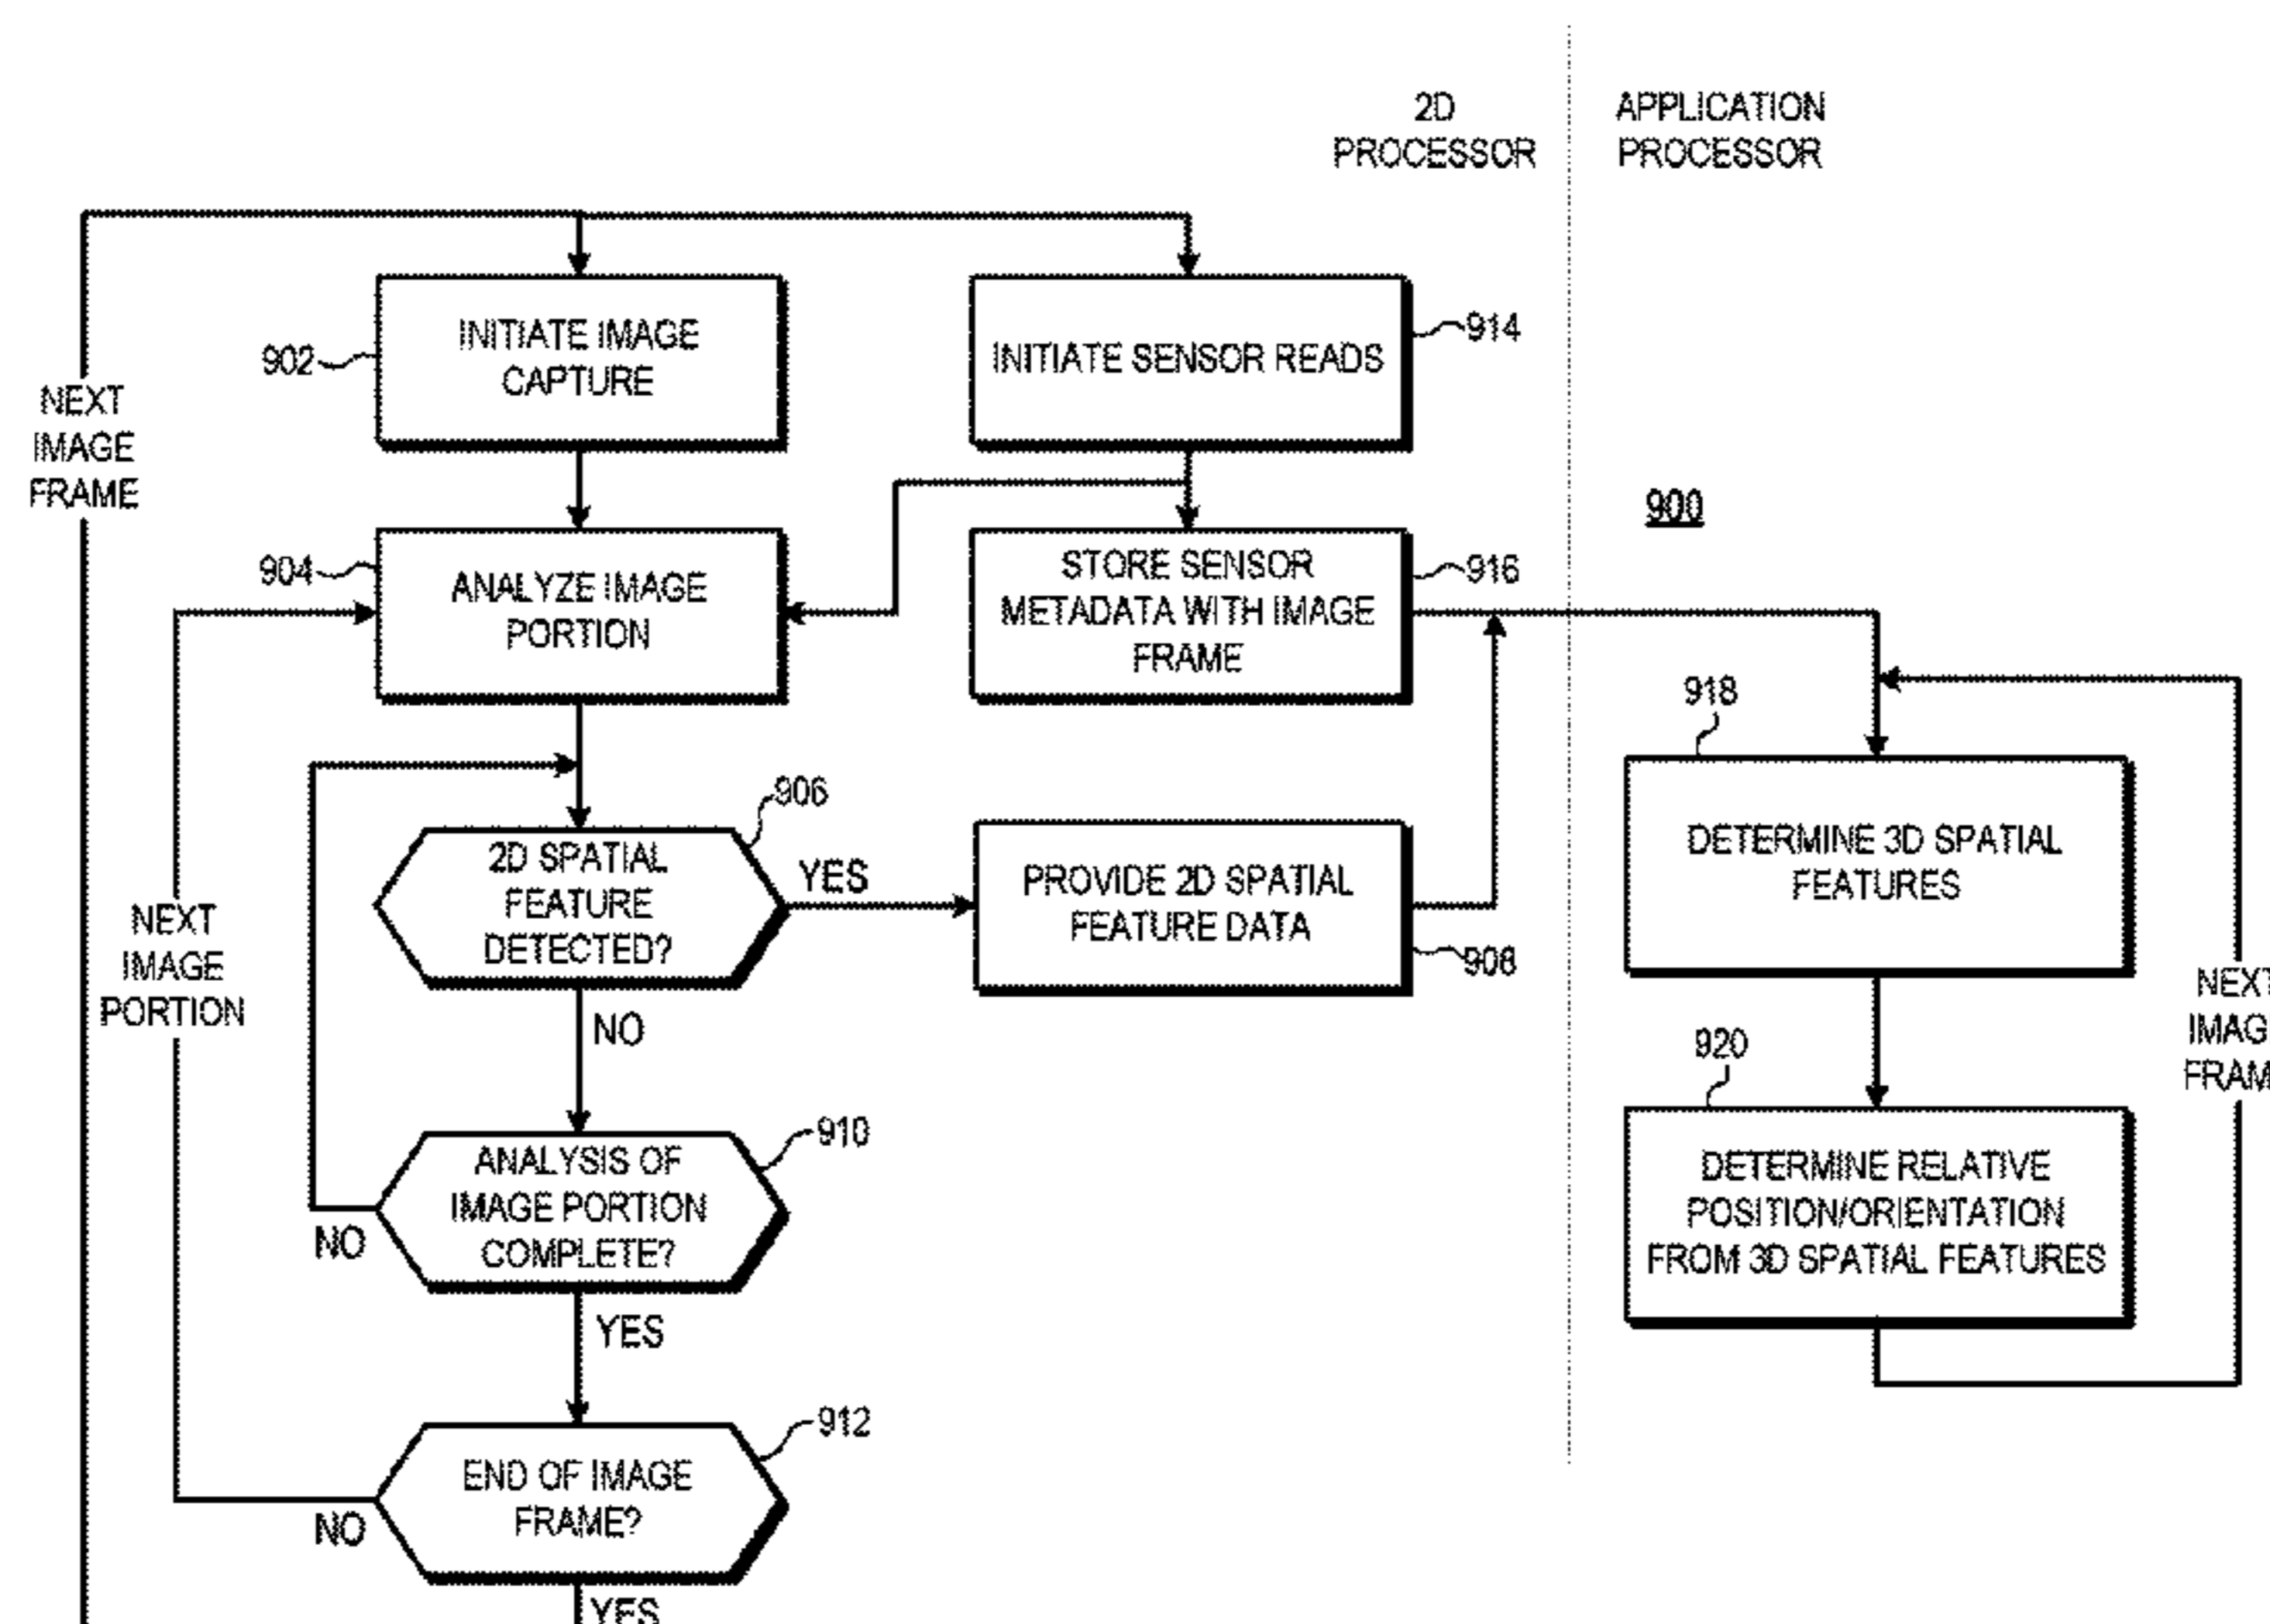 2D
PROCESSOR
APPLICATION
PROCESSOR
INITIATE IMAGE
CAPTURE
902
INITIATE SENSOR READS
914
NEXT
IMAGE
FRAME
900
904
ANALYZE IMAGE
PORTION
STORE SENSOR
METADATA WITH IMAGE
FRAME
916
918
906
2D SPATIAL
FEATURE
DETECTED?
YES
PROVIDE 2D SPATIAL
FEATURE DATA
908
DETERMINE 3D SPATIAL
FEATURES
NEXT
IMAGE
PORTION
NO
NEXT
IMAG
FRAM
920
910
ANALYSIS OF
IMAGE PORTION
COMPLETE?
NO
YES
DETERMINE RELATIVE
POSITION/ORIENTATION
FROM 3D SPATIAL FEATURES
912
END OF IMAGE
FRAME?
NO
YES